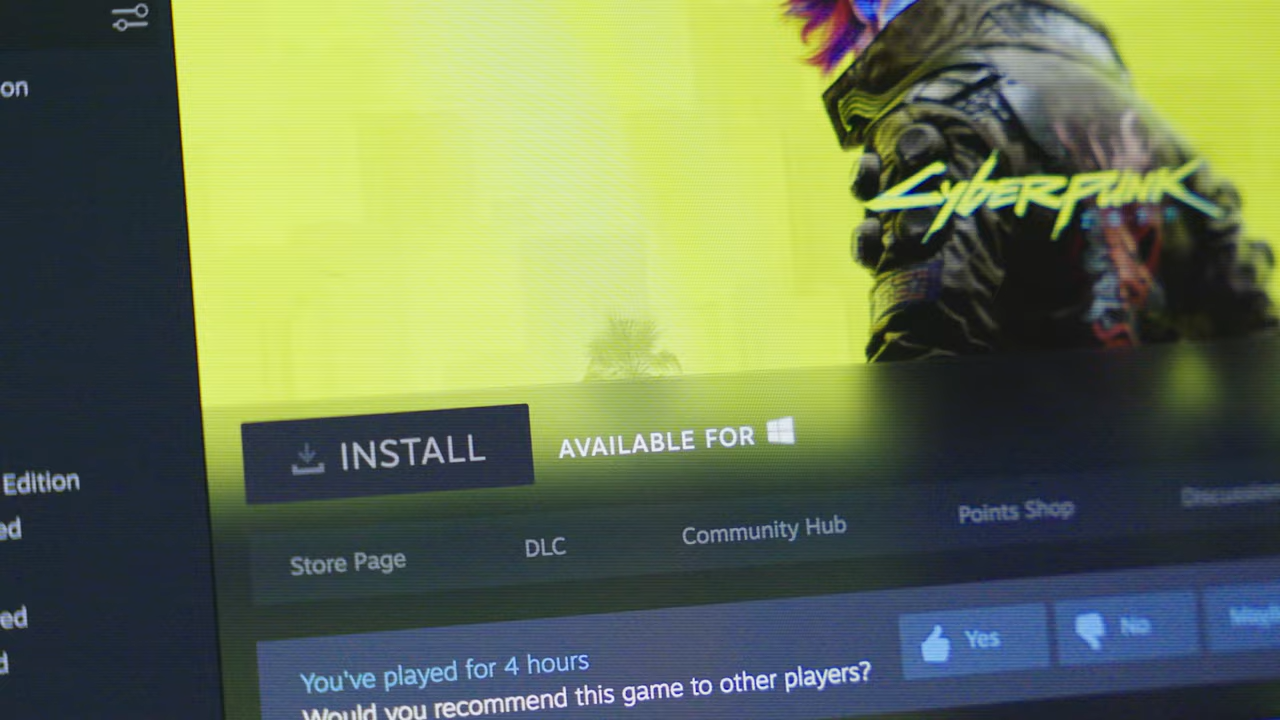 on
Edition
ed
ed
d
CYBERPUNK
INSTALL
AVAILABLE FOR
Store Page
DLC
Community Hub
Points Shop
Discussion
You've played for 4 hours
Would you recommend this game to other players?
Yes
No